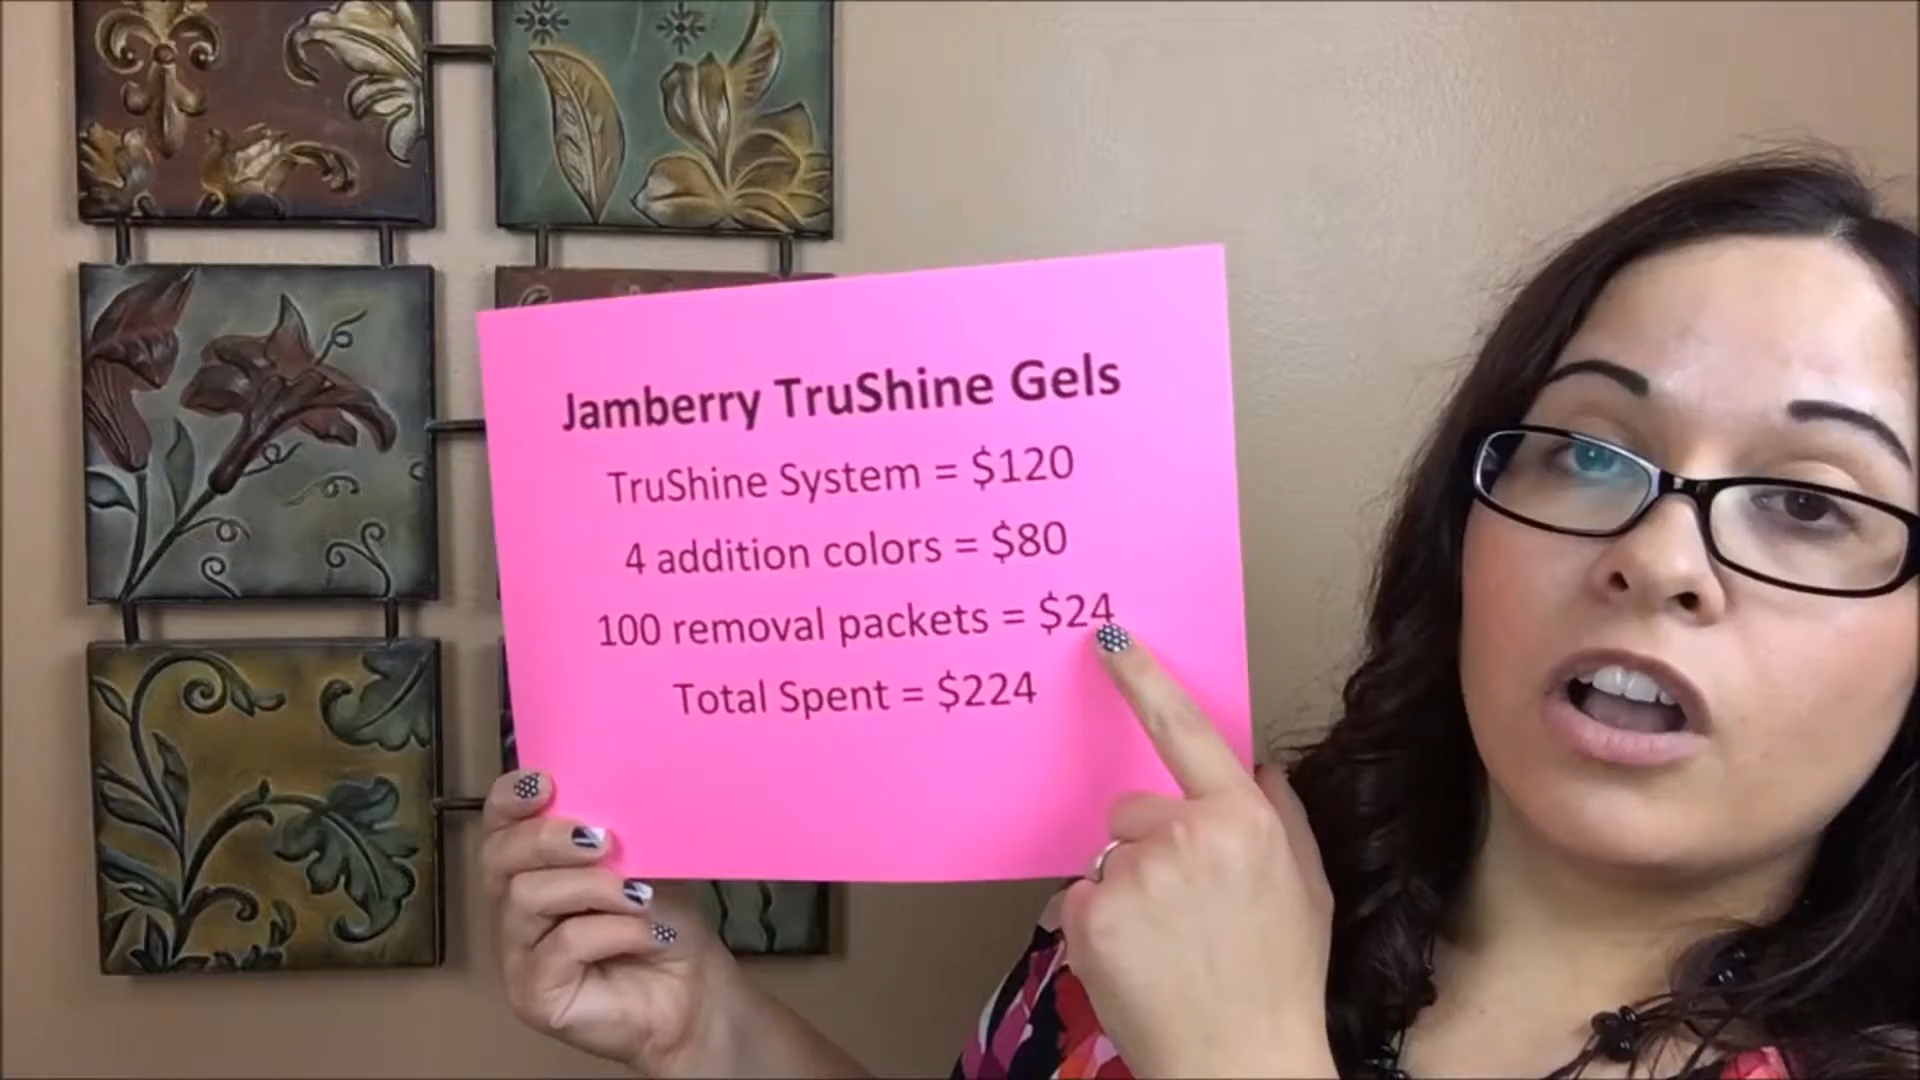 Jamberry TruShine Gels
TruShine System = $120
4 addition colors = $80
100 removal packets = $24
Total Spent = $224